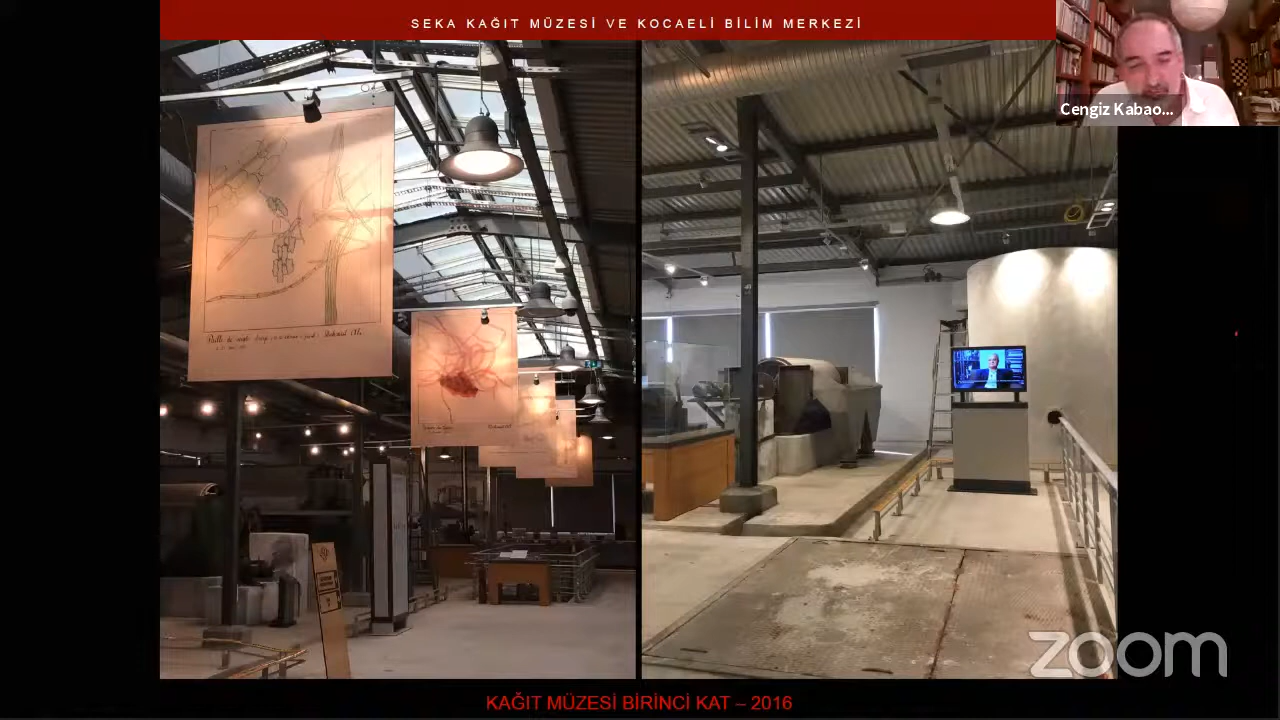 SEKA KAĞIT MÜZESİ VE KOCAELİ BİLİM MERKEZİ
Cengiz Kabao...
zoom
KAĞIT MÜZESİ BİRİNCİ KAT – 2016